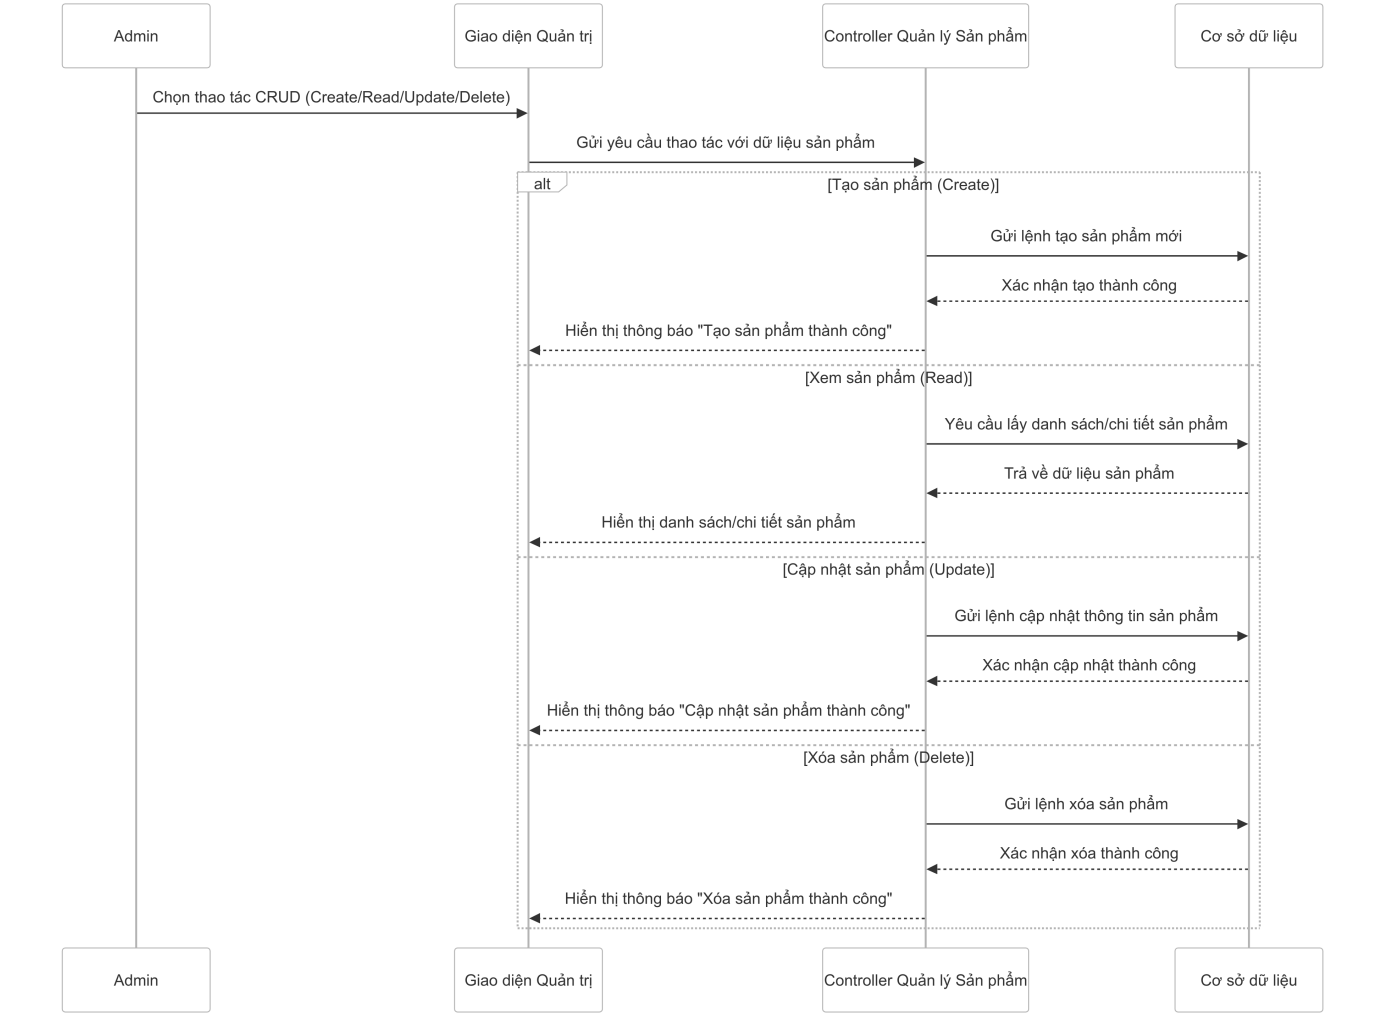 Admin
Giao diện Quản trị
Controller Quản lý Sản phẩm
Cơ sở dữ liệu
Chọn thao tác CRUD (Create/Read/Update/Delete)
Gửi yêu cầu thao tác với dữ liệu sản phẩm
alt
[Tạo sản phẩm (Create)]
Gửi lệnh tạo sản phẩm mới
Xác nhận tạo thành công
Hiển thị thông báo "Tạo sản phẩm thành công"
[Xem sản phẩm (Read)]
Yêu cầu lấy danh sách/chi tiết sản phẩm
Trả về dữ liệu sản phẩm
Hiển thị danh sách/chi tiết sản phẩm
[Cập nhật sản phẩm (Update)]
Gửi lệnh cập nhật thông tin sản phẩm
Xác nhận cập nhật thành công
Hiển thị thông báo "Cập nhật sản phẩm thành công"
[Xóa sản phẩm (Delete)]
Gửi lệnh xóa sản phẩm
Xác nhận xóa thành công
Hiển thị thông báo "Xóa sản phẩm thành công"
Admin
Giao diện Quản trị
Controller Quản lý Sản phẩm
Cơ sở dữ liệu